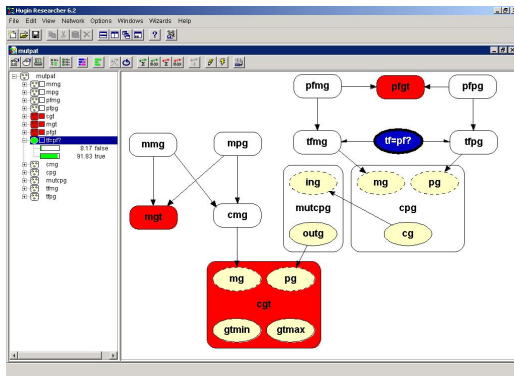 Hugin Researcher 6.2
File Edit View Network Options Windows Wizards Help
mutpat
mutpat
mmg
mpg
pfmg
pfpg
cgt
mgt
pfgt
tf=pf?
8.17 false
91.83 true
cmg
cpg
mutcpg
tfmg
tfpg
pfmg
pfgt
pfpg
mmg
mpg
tfmg
tf=pf?
tfpg
ing
mg
pg
mutcpg
cpg
mgt
cmg
outg
cg
mg
pg
cgt
gtmin
gtmax